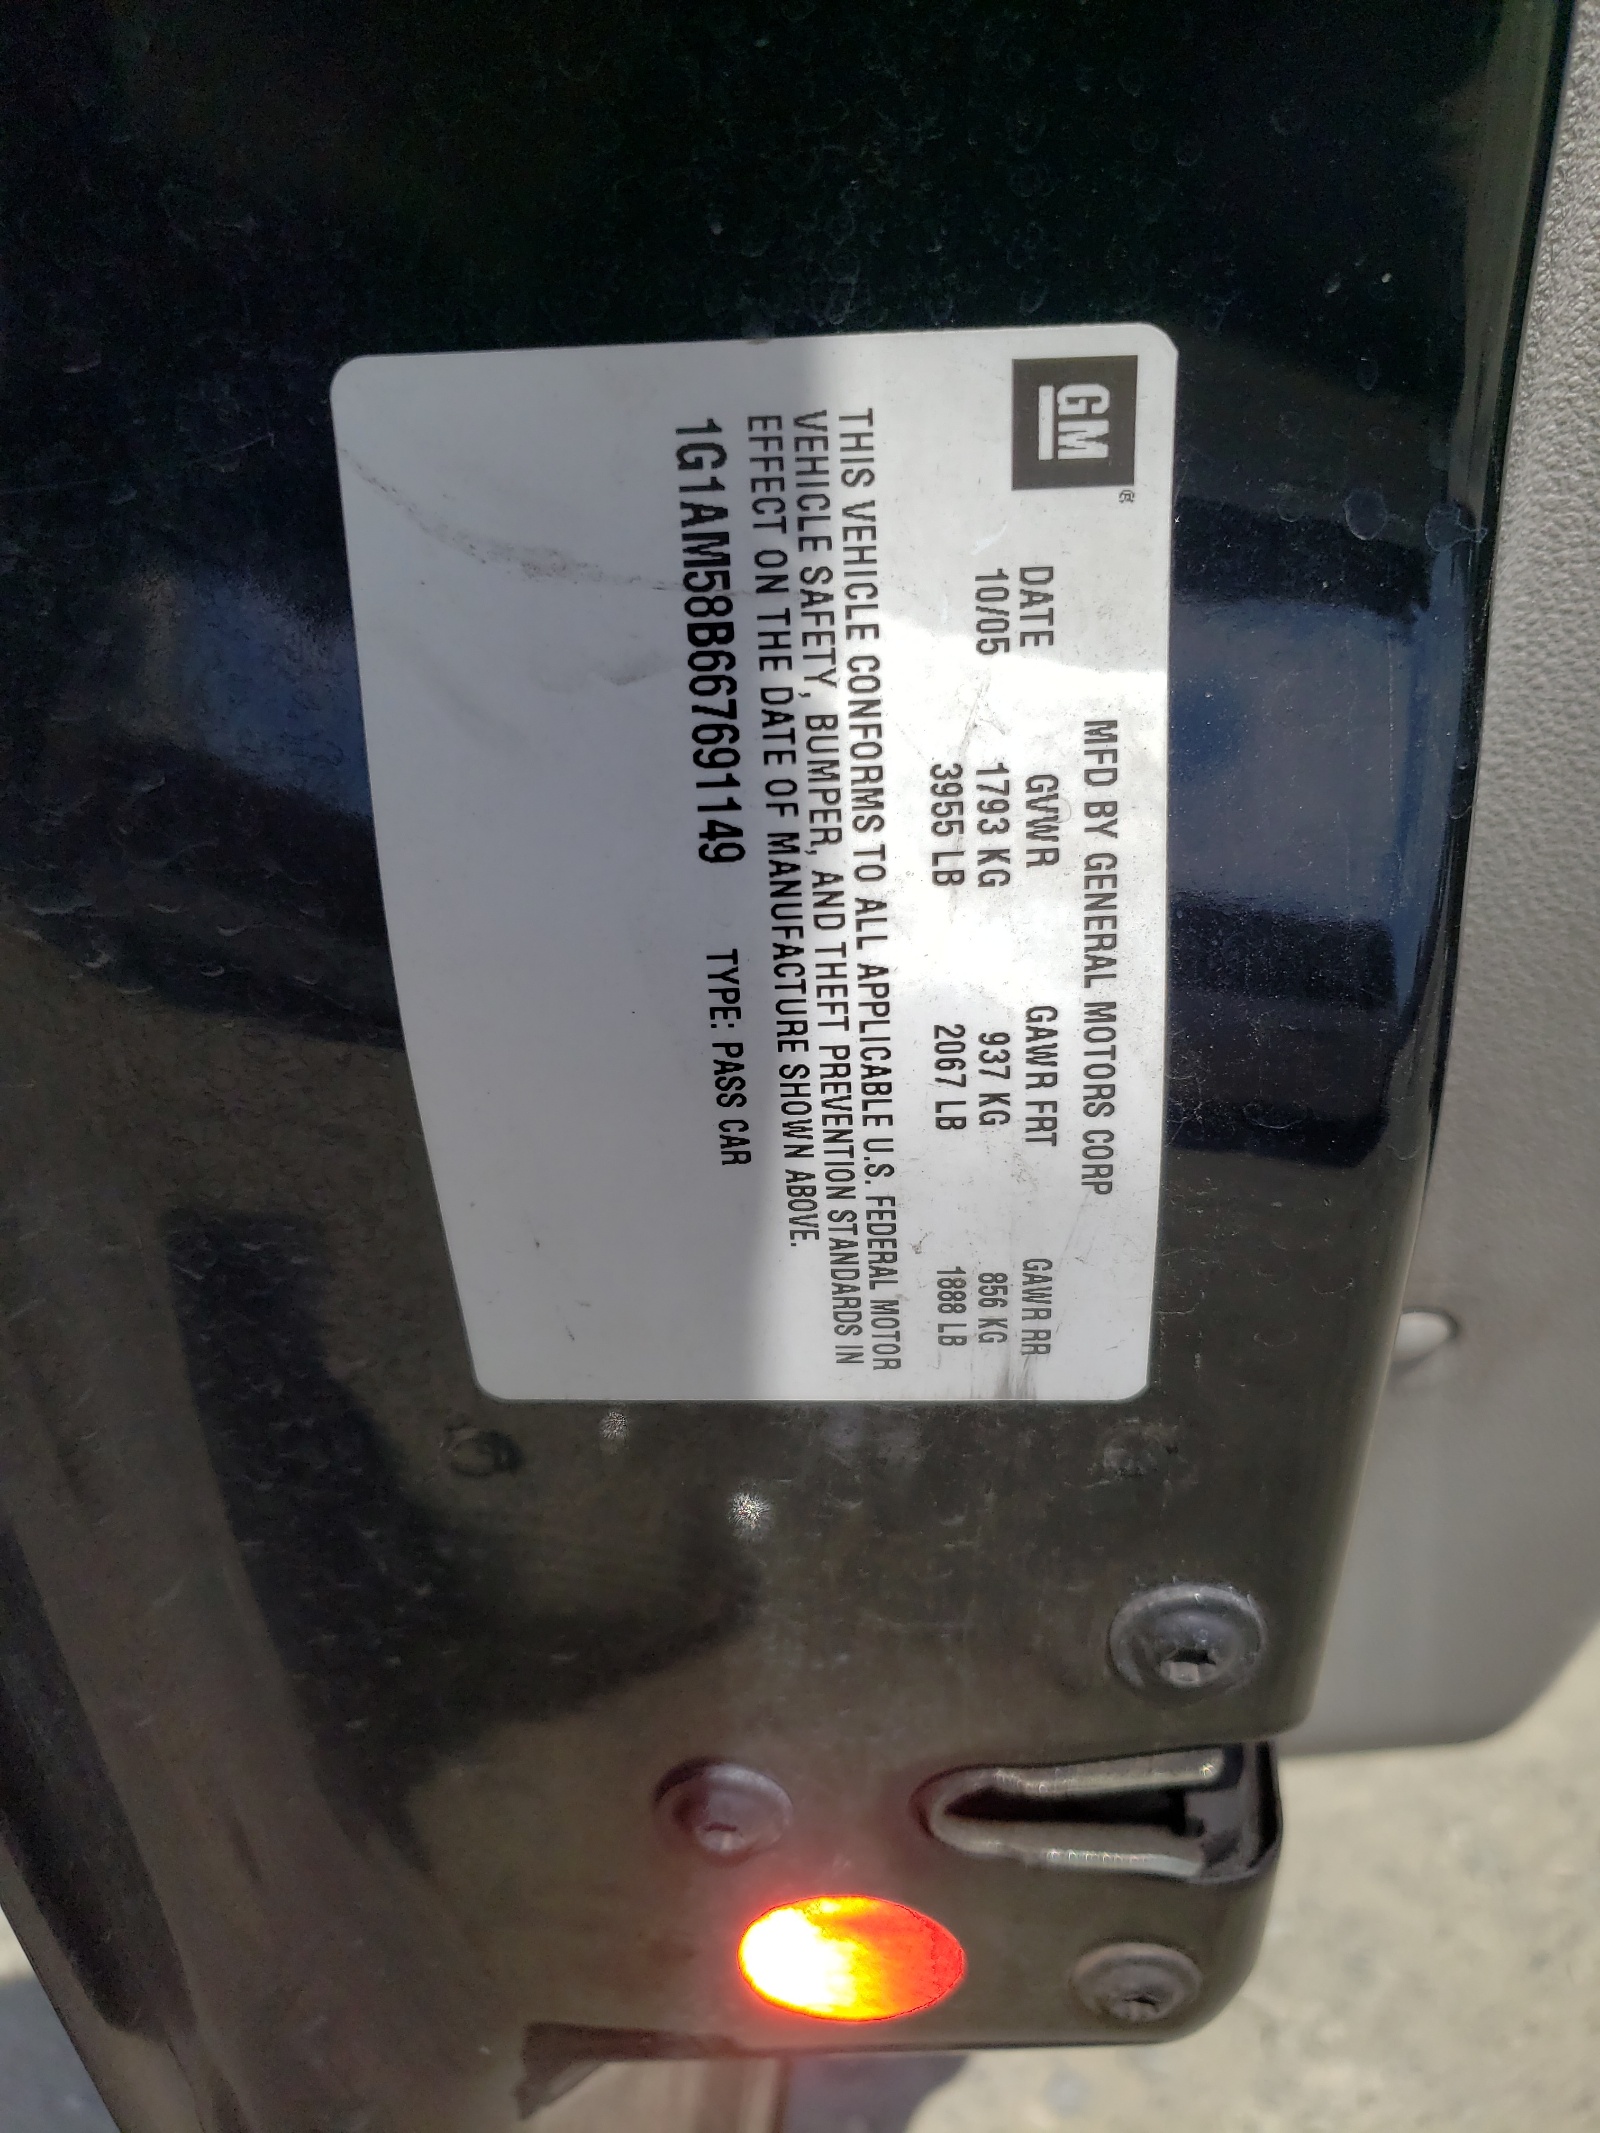 GM ®
MFD BY GENERAL MOTORS CORP
DATE GVWR GAWR FRT GAWR RR
10/05 1793 KG 937 KG 856 KG
3955 LB 2067 LB 1888 LB
THIS VEHICLE CONFORMS TO ALL APPLICABLE U.S. FEDERAL MOTOR
VEHICLE SAFETY, BUMPER, AND THEFT PREVENTION STANDARDS IN
EFFECT ON THE DATE OF MANUFACTURE SHOWN ABOVE.
1G1AM58B667691149 TYPE: PASS CAR